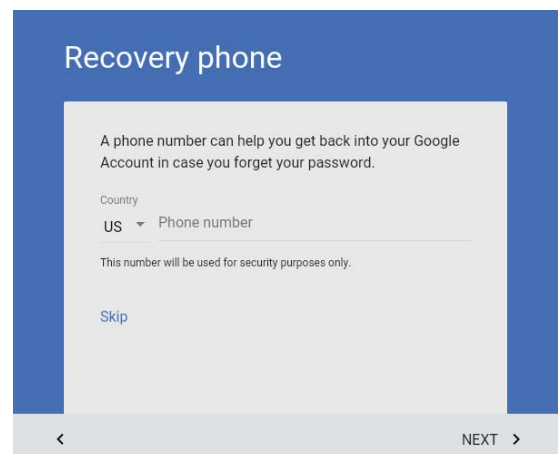 Recovery phone
A phone number can help you get back into your Google
Account in case you forget your password.
Country
US Phone number
This number will be used for security purposes only.
Skip
NEXT